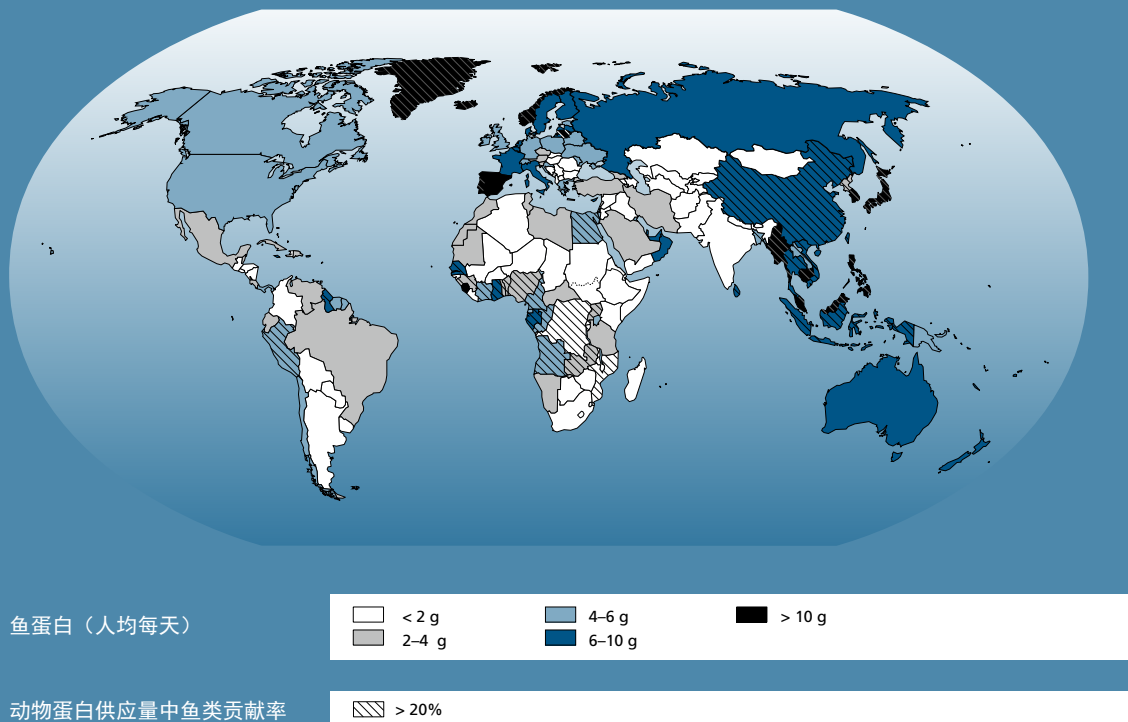 鱼蛋白（人均每天）
< 2 g
4–6 g
> 10 g
2–4 g
6–10 g
动物蛋白供应量中鱼类贡献率
> 20%